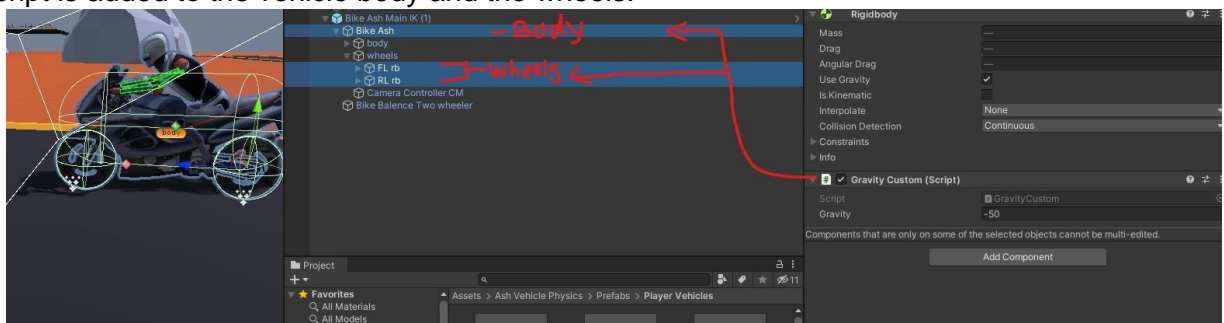 script is added to the vehicle body and the wheels.
Bike Ash Main IK (1)
Bike Ash
- Body
body
wheels
FL rb
RL rb
wheels
Camera Controller CM
Bike Balence Two wheeler
body
Rigidbody
Mass —
Drag —
Angular Drag —
Use Gravity
Is Kinematic
Interpolate None
Collision Detection Continuous
Constraints
Info
# Gravity Custom (Script)
Script GravityCustom
Gravity -50
Components that are only on some of the selected objects cannot be multi-edited.
Add Component
Project
11
Favorites
All Materials
All Models
Assets > Ash Vehicle Physics > Prefabs > Player Vehicles